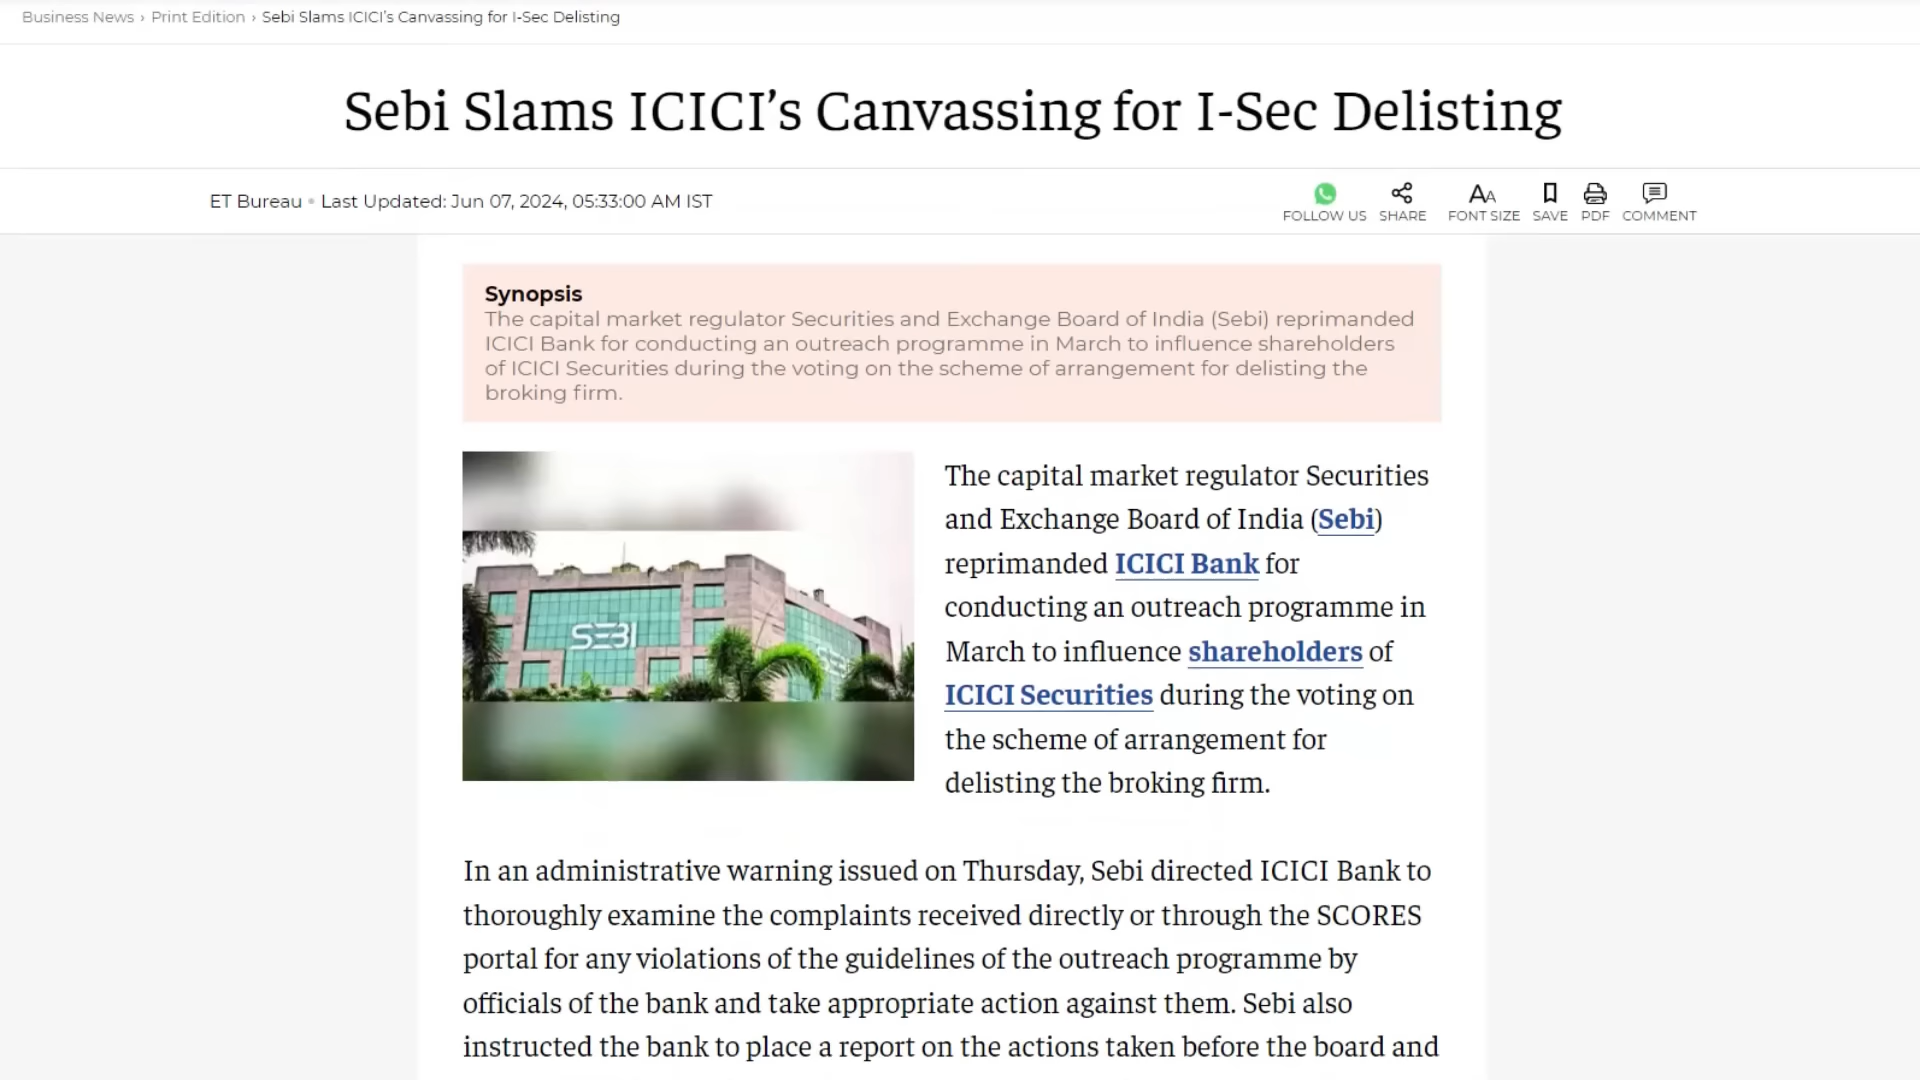 Business News › Print Edition › Sebi Slams ICICI's Canvassing for I-Sec Delisting
Sebi Slams ICICI’s Canvassing for I-Sec Delisting
ET Bureau • Last Updated: Jun 07, 2024, 05:33:00 AM IST
FOLLOW US SHARE FONT SIZE SAVE PDF COMMENT
Synopsis
The capital market regulator Securities and Exchange Board of India (Sebi) reprimanded
ICICI Bank for conducting an outreach programme in March to influence shareholders
of ICICI Securities during the voting on the scheme of arrangement for delisting the
broking firm.
SEBI
The capital market regulator Securities
and Exchange Board of India (Sebi)
reprimanded ICICI Bank for
conducting an outreach programme in
March to influence shareholders of
ICICI Securities during the voting on
the scheme of arrangement for
delisting the broking firm.
In an administrative warning issued on Thursday, Sebi directed ICICI Bank to
thoroughly examine the complaints received directly or through the SCORES
portal for any violations of the guidelines of the outreach programme by
officials of the bank and take appropriate action against them. Sebi also
instructed the bank to place a report on the actions taken before the board and